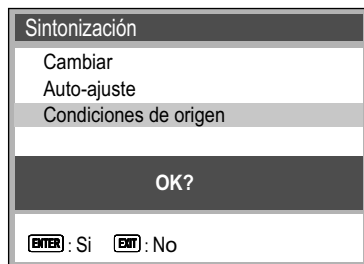 Sintonización
Cambiar
Auto-ajuste
Condiciones de origen
OK?
ENTER : Si EXIT : No